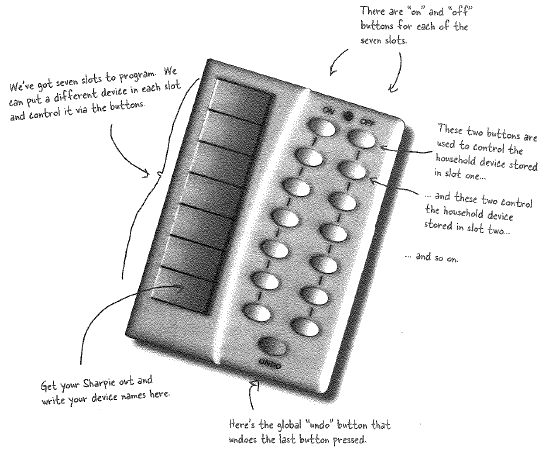 There are "on" and "off"
buttons for each of the
seven slots.
We've got seven slots to program. We
can put a different device in each slot
and control it via the buttons.
ON OFF
These two buttons are
used to control the
household device stored
in slot one...
... and these two control
the household device
stored in slot two...
... and so on.
UNDO
Get your Sharpie out and
write your device names here.
Here's the global "undo" button that
undoes the last button pressed.